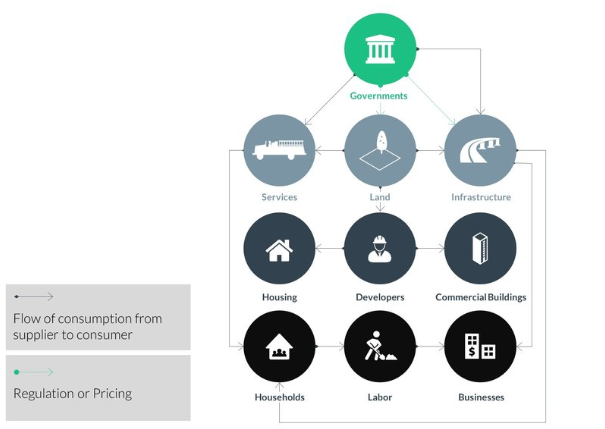 Governments
Services
Land
Infrastructure
Housing
Developers
Commercial Buildings
Flow of consumption from
supplier to consumer
Regulation or Pricing
$
Households
Labor
Businesses